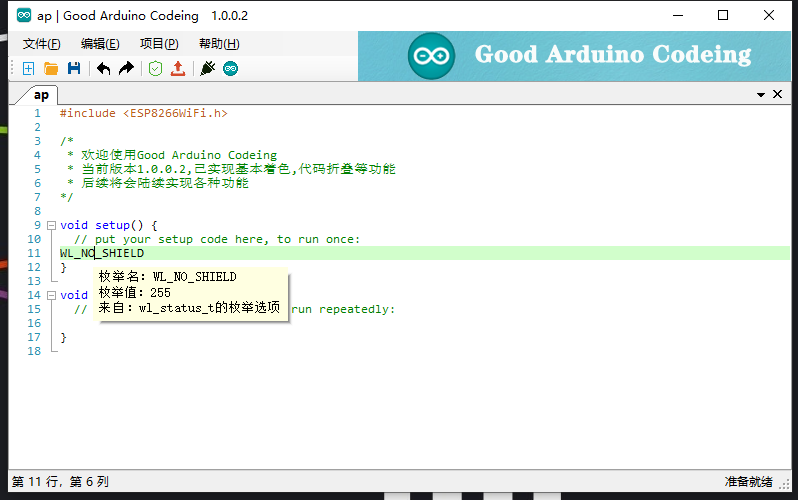 ap | Good Arduino Codeing 1.0.0.2
文件(F) 编辑(E) 项目(P) 帮助(H)
Good Arduino Codeing
ap
1 #include <ESP8266WiFi.h>
2
3 /*
4 * 欢迎使用Good Arduino Codeing
5 * 当前版本1.0.0.2,已实现基本着色,代码折叠等功能
6 * 后续将会陆续实现各种功能
7 */
8
9 void setup() {
10 // put your setup code here, to run once:
11 WL_NO_SHIELD
12 }
13
枚举名: WL_NO_SHIELD
枚举值: 255
来自: wl_status_t的枚举选项
14 void
15 // run repeatedly:
16
17 }
18
第 11 行, 第 6 列
准备就绪